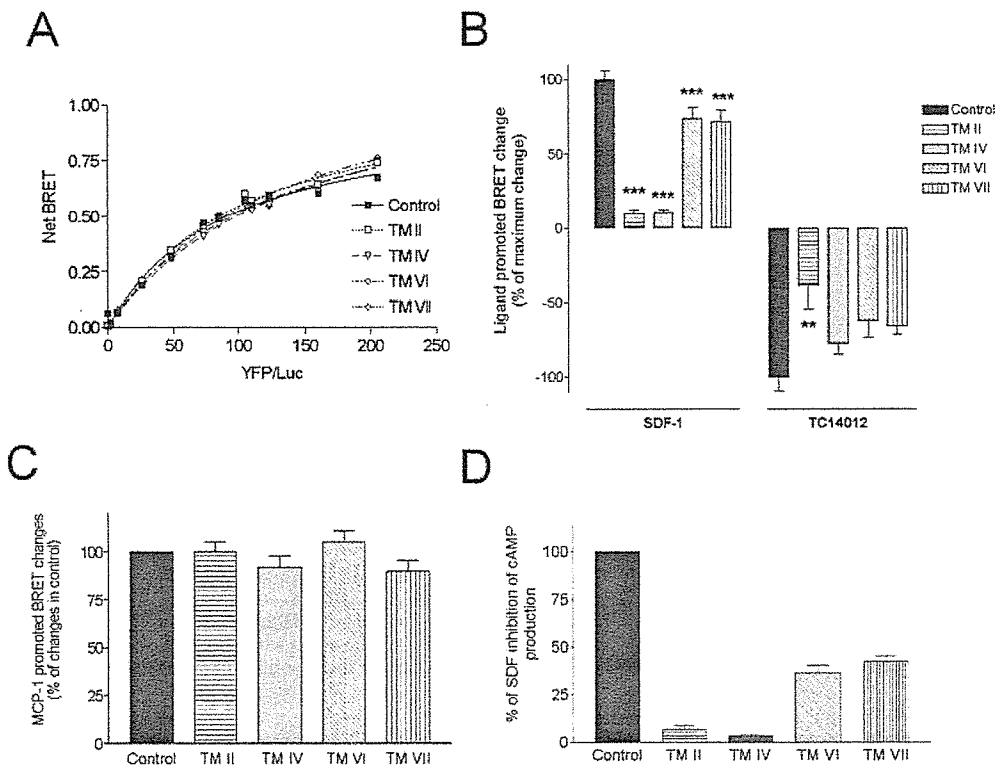 A
Net BRET
1.00
0.75
0.50
0.25
0.00
0
50
100
150
200
250
YFP/Luc
Control
TM II
TM IV
TM VI
TM VII
B
Ligand promoted BRET change
(% of maximum change)
100
50
0
-50
-100
***
***
***
***
**
SDF-1
TC14012
Control
TM II
TM IV
TM VI
TM VII
C
MCP-1 promoted BRET changes
(% of changes in control)
100
75
50
25
0
Control
TM II
TM IV
TM VI
TM VII
D
% of SDF inhibition of cAMP
production
100
75
50
25
0
Control
TM II
TM IV
TM VI
TM VII